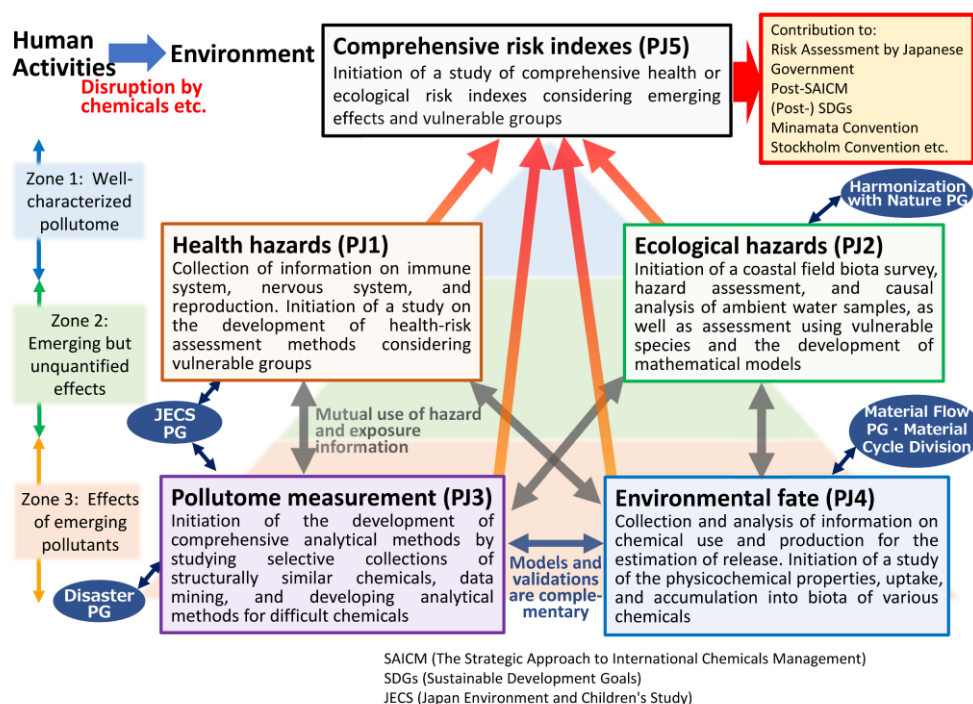 Human
Activities
Environment
Disruption by
chemicals etc.
Comprehensive risk indexes (PJ5)
Initiation of a study of comprehensive health or
ecological risk indexes considering emerging
effects and vulnerable groups
Contribution to:
Risk Assessment by Japanese
Government
Post-SAICM
(Post-) SDGs
Minamata Convention
Stockholm Convention etc.
Zone 1: Well-
characterized
pollutome
Harmonization
with Nature PG
Health hazards (PJ1)
Collection of information on immune
system, nervous system, and
reproduction. Initiation of a study on
the development of health-risk
assessment methods considering
vulnerable groups
Ecological hazards (PJ2)
Initiation of a coastal field biota survey,
hazard assessment, and causal
analysis of ambient water samples, as
well as assessment using vulnerable
species and the development of
mathematical models
Zone 2:
Emerging but
unquantified
effects
JECS
PG
Mutual use of hazard
and exposure
information
Material Flow
PG・Material
Cycle Division
Zone 3: Effects
of emerging
pollutants
Pollutome measurement (PJ3)
Initiation of the development of
comprehensive analytical methods by
studying selective collections of
structurally similar chemicals, data
mining, and developing analytical
methods for difficult chemicals
Models and
validations
are comple-
mentary
Environmental fate (PJ4)
Collection and analysis of information on
chemical use and production for the
estimation of release. Initiation of a study
of the physicochemical properties, uptake,
and accumulation into biota of various
chemicals
Disaster
PG
SAICM (The Strategic Approach to International Chemicals Management)
SDGs (Sustainable Development Goals)
JECS (Japan Environment and Children's Study)